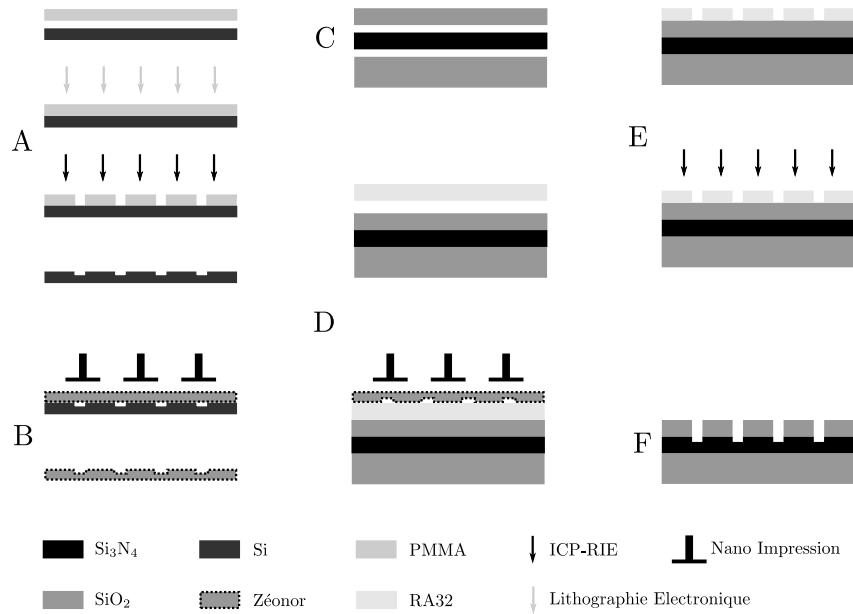 C
A
E
D
B
F
Si₃N₄
Si
PMMA
ICP-RIE
Nano Impression
SiO₂
Zéonor
RA32
Lithographie Electronique